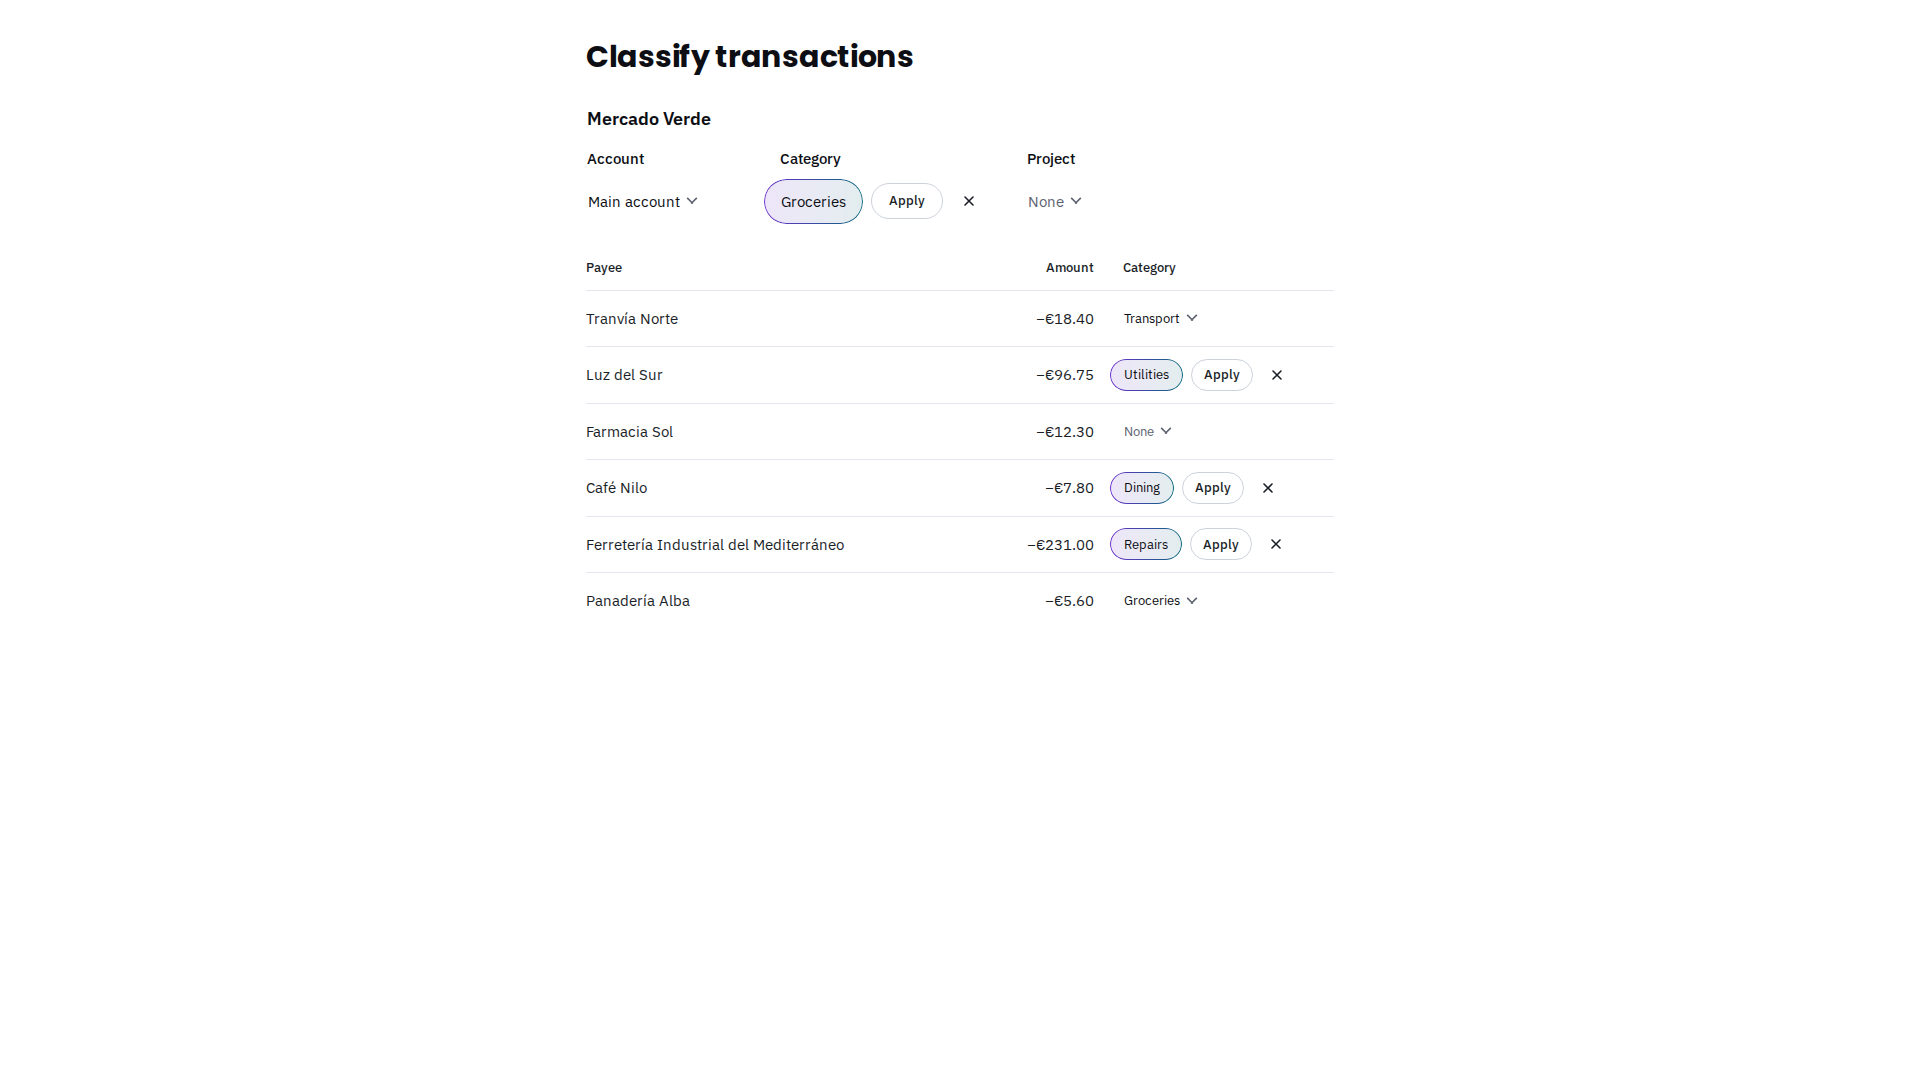 Classify transactions
Mercado Verde
Account Category Project
Main account Groceries Apply None
Payee Amount Category
Tranvía Norte −€18.40 Transport
Luz del Sur −€96.75 Utilities Apply
Farmacia Sol −€12.30 None
Café Nilo −€7.80 Dining Apply
Ferretería Industrial del Mediterráneo −€231.00 Repairs Apply
Panadería Alba −€5.60 Groceries